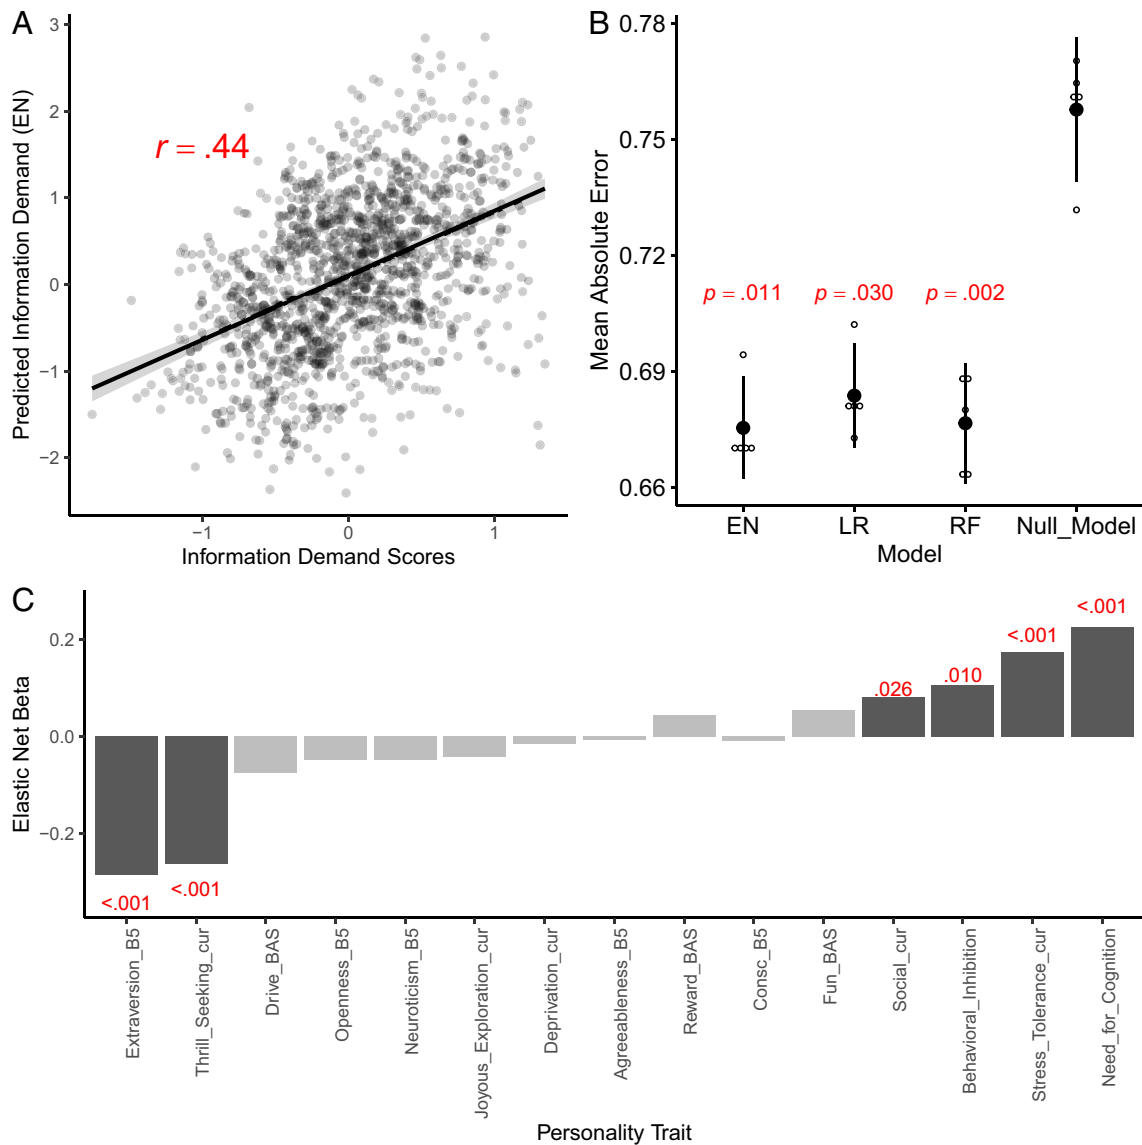 A
Predicted Information Demand (EN)
3
2
1
0
−1
−2
r = .44
−1
0
1
Information Demand Scores
B
Mean Absolute Error
0.78
0.75
0.72
0.69
0.66
p = .011
p = .030
p = .002
EN
LR
RF
Null_Model
Model
C
Elastic Net Beta
0.2
0.0
−0.2
<.001
<.001
.026
.010
<.001
<.001
Extraversion_B5
Thrill_Seeking_cur
Drive_BAS
Openness_B5
Neuroticism_B5
Joyous_Exploration_cur
Deprivation_cur
Agreeableness_B5
Reward_BAS
Consc_B5
Fun_BAS
Social_cur
Behavioral_Inhibition
Stress_Tolerance_cur
Need_for_Cognition
Personality Trait